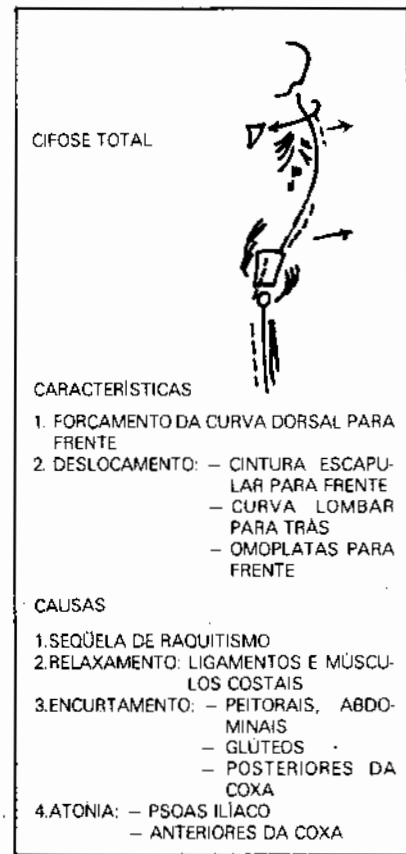 CIFOSE TOTAL
CARACTERÍSTICAS
1. FORÇAMENTO DA CURVA DORSAL PARA
FRENTE
2. DESLOCAMENTO: — CINTURA ESCAPU-
LAR PARA FRENTE
— CURVA LOMBAR
PARA TRÁS
— OMOPLATAS PARA
FRENTE
CAUSAS
1.SEQÜELA DE RAQUITISMO
2.RELAXAMENTO: LIGAMENTOS E MÚSCU-
LOS COSTAIS
3.ENCURTAMENTO: — PEITORAIS, ABDO-
MINAIS
— GLÚTEOS
— POSTERIORES DA
COXA
4.ATONIA: — PSOAS ILÍACO
— ANTERIORES DA COXA